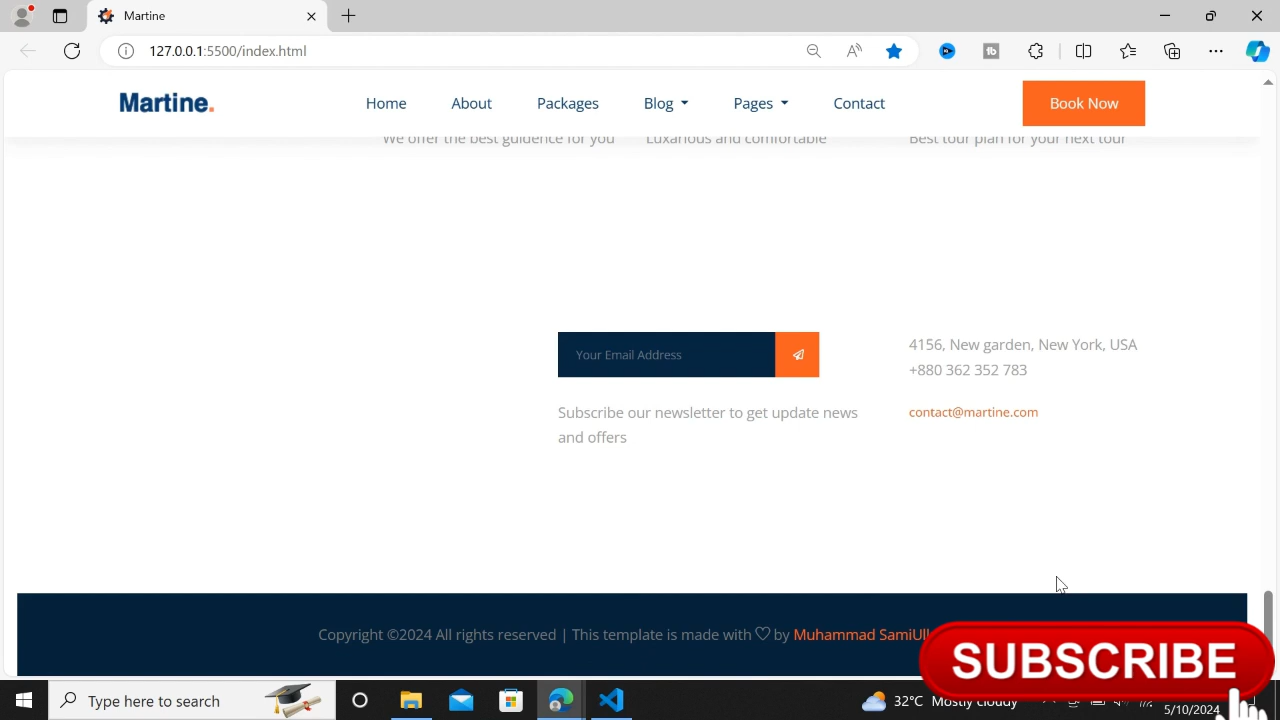 Martine
127.0.0.1:5500/index.html
Martine.
Home
About
Packages
Blog
Pages
Contact
Book Now
We offer the best guidence for you
Luxarious and comfortable
Best tour plan for your next tour
Your Email Address
4156, New garden, New York, USA
+880 362 352 783
Subscribe our newsletter to get update news
and offers
contact@martine.com
Copyright ©2024 All rights reserved | This template is made with ♡ by Muhammad
SUBSCRIBE
Type here to search
32°C Mostly cloudy
5/10/2024